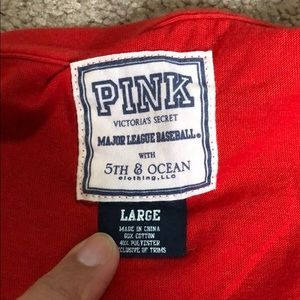 PINK
VICTORIA'S SECRET
MAJOR LEAGUE BASEBALL®
WITH
5TH & OCEAN
clothing, LLC
LARGE
MADE IN CHINA
60% COTTON
40% POLYESTER
EXCLUSIVE OF TRIMS